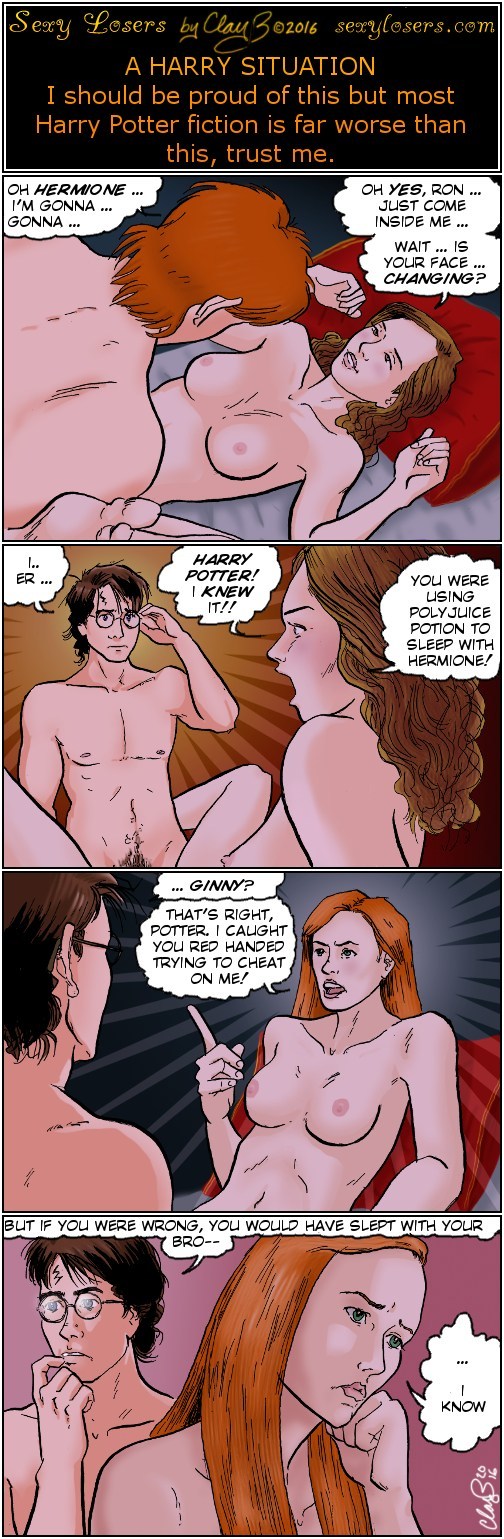 Sexy Losers by Clay B ©2016 sexylosers.com
A HARRY SITUATION
I should be proud of this but most
Harry Potter fiction is far worse than
this, trust me.
OH HERMIONE ...
I'M GONNA ...
GONNA ...
OH YES, RON ...
JUST COME
INSIDE ME ...
WAIT ... IS
YOUR FACE ...
CHANGING?
I..
ER ...
HARRY
POTTER!
I KNEW
IT!!
YOU WERE
USING
POLYJUICE
POTION TO
SLEEP WITH
HERMIONE!
... GINNY?
THAT'S RIGHT,
POTTER. I CAUGHT
YOU RED HANDED
TRYING TO CHEAT
ON ME!
BUT IF YOU WERE WRONG, YOU WOULD HAVE SLEPT WITH YOUR
BRO--
...
I
KNOW
Clay B 2016